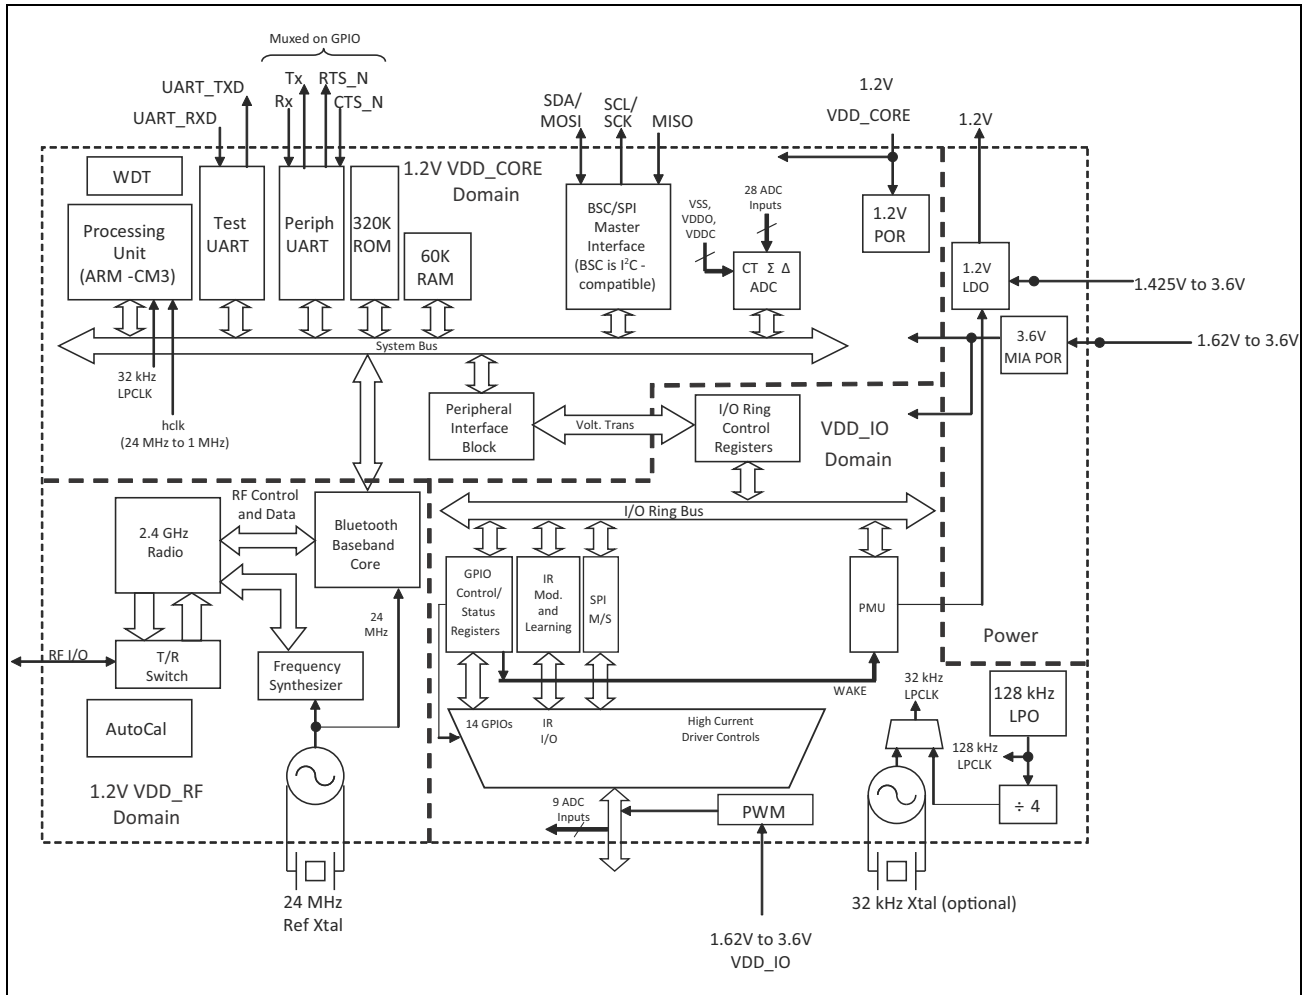 Muxed on GPIO
UART_TXD
Tx
RTS_N
Rx
CTS_N
UART_RXD
SDA/
MOSI
SCL/
SCK
MISO
1.2V
VDD_CORE
1.2V
WDT
1.2V VDD_CORE
Domain
Processing
Unit
(ARM -CM3)
Test
UART
Periph
UART
320K
ROM
60K
RAM
BSC/SPI
Master
Interface
(BSC is I²C -
compatible)
VSS,
VDDO,
VDDC
28 ADC
Inputs
CT Σ Δ
ADC
1.2V
POR
1.2V
LDO
1.425V to 3.6V
3.6V
MIA POR
1.62V to 3.6V
System Bus
32 kHz
LPCLK
hclk
(24 MHz to 1 MHz)
Peripheral
Interface
Block
Volt. Trans
I/O Ring
Control
Registers
VDD_IO
Domain
RF Control
and Data
2.4 GHz
Radio
Bluetooth
Baseband
Core
I/O Ring Bus
GPIO
Control/
Status
Registers
IR
Mod.
and
Learning
SPI
M/S
PMU
24
MHz
Power
RF I/O
T/R
Switch
Frequency
Synthesizer
WAKE
32 kHz
LPCLK
128 kHz
LPO
AutoCal
14 GPIOs
IR
I/O
High Current
Driver Controls
128 kHz
LPCLK
1.2V VDD_RF
Domain
9 ADC
Inputs
PWM
÷ 4
24 MHz
Ref Xtal
32 kHz Xtal (optional)
1.62V to 3.6V
VDD_IO